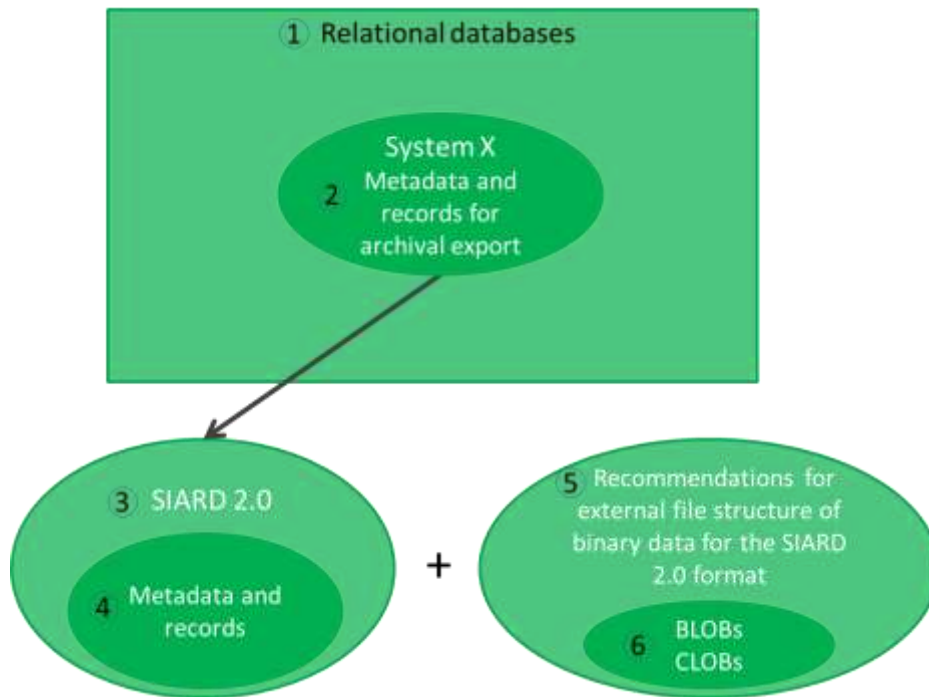 1 Relational databases
System X
2 Metadata and
records for
archival export
3 SIARD 2.0
4 Metadata and
records
+
5 Recommendations for
external file structure of
binary data for the SIARD
2.0 format
6 BLOBs
CLOBs